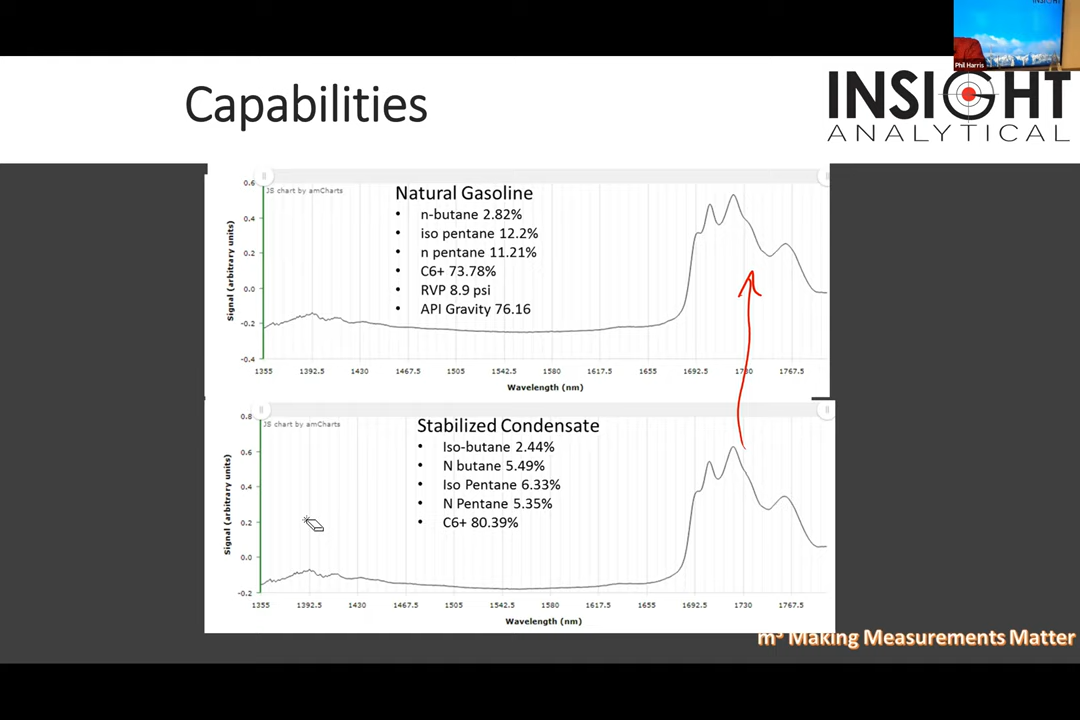 INSIGHT
Phil Harris
Capabilities
INSIGHT
ANALYTICAL
JS chart by amCharts
Natural Gasoline
• n-butane 2.82%
• iso pentane 12.2%
• n pentane 11.21%
• C6+ 73.78%
• RVP 8.9 psi
• API Gravity 76.16
Signal (arbitrary units)
0.6
0.4
0.2
0.0
-0.2
-0.4
1355 1392.5 1430 1467.5 1505 1542.5 1580 1617.5 1655 1692.5 1730 1767.5
Wavelength (nm)
JS chart by amCharts
Stabilized Condensate
• Iso-butane 2.44%
• N butane 5.49%
• Iso Pentane 6.33%
• N Pentane 5.35%
• C6+ 80.39%
Signal (arbitrary units)
0.8
0.6
0.4
0.2
0.0
-0.2
1355 1392.5 1430 1467.5 1505 1542.5 1580 1617.5 1655 1692.5 1730 1767.5
Wavelength (nm)
m³ Making Measurements Matter